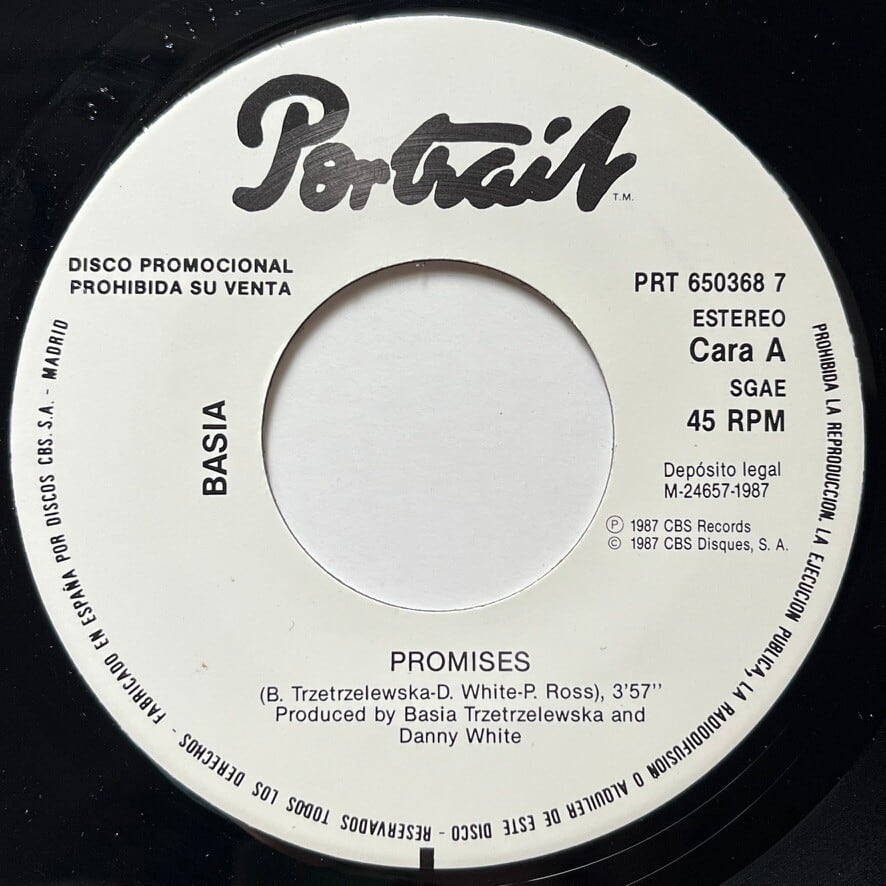 Portrait
T.M.
DISCO PROMOCIONAL
PROHIBIDA SU VENTA
PRT 650368 7
ESTEREO
Cara A
SGAE
45 RPM
Depósito legal
M-24657-1987
Ⓟ 1987 CBS Records
© 1987 CBS Disques, S. A.
BASIA
PROMISES
(B. Trzetrzelewska-D. White-P. Ross), 3'57''
Produced by Basia Trzetrzelewska and
Danny White
PROHIBIDA LA REPRODUCCION, LA EJECUCION PUBLICA, LA RADIODIFUSION O ALQUILER DE ESTE DISCO - RESERVADOS TODOS LOS DERECHOS - FABRICADO EN ESPAÑA POR DISCOS CBS. S.A. - MADRID